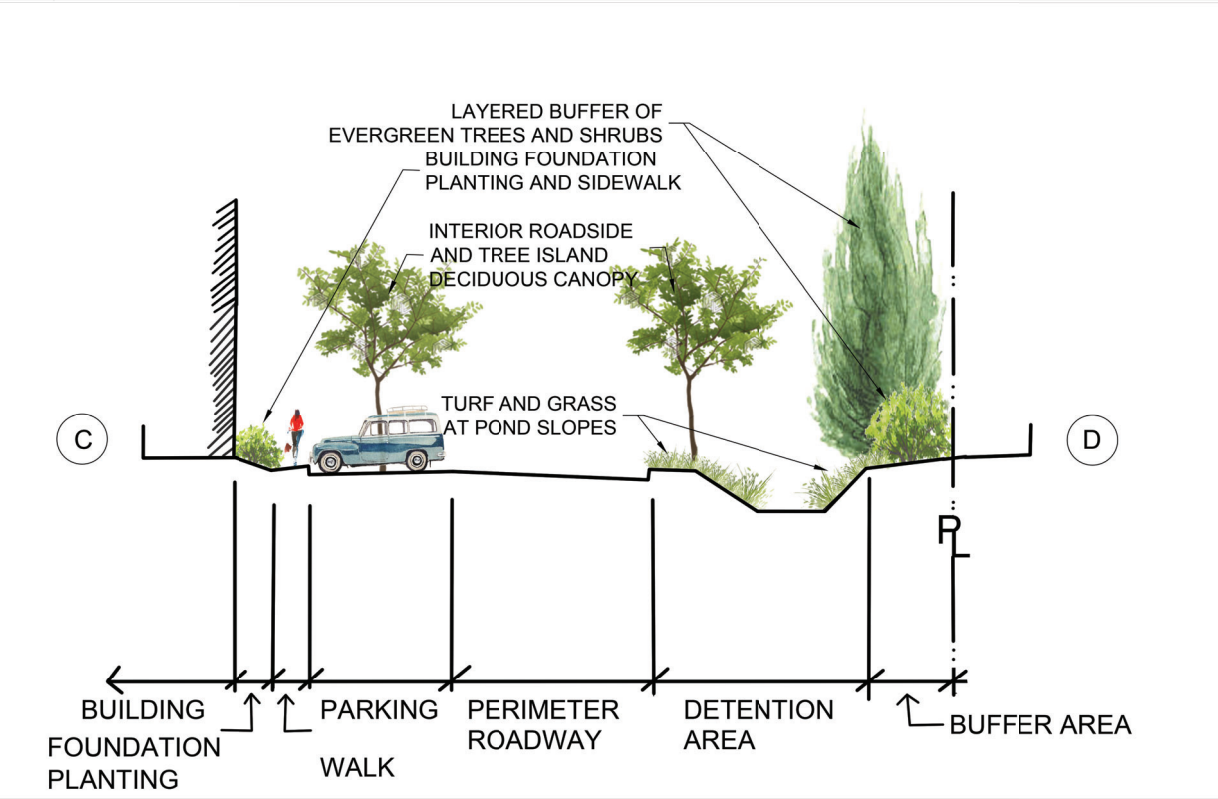 LAYERED BUFFER OF
EVERGREEN TREES AND SHRUBS
BUILDING FOUNDATION
PLANTING AND SIDEWALK
INTERIOR ROADSIDE
AND TREE ISLAND
DECIDUOUS CANOPY
TURF AND GRASS
AT POND SLOPES
C
D
PL
BUILDING
FOUNDATION
PLANTING
WALK
PARKING
PERIMETER
ROADWAY
DETENTION
AREA
BUFFER AREA